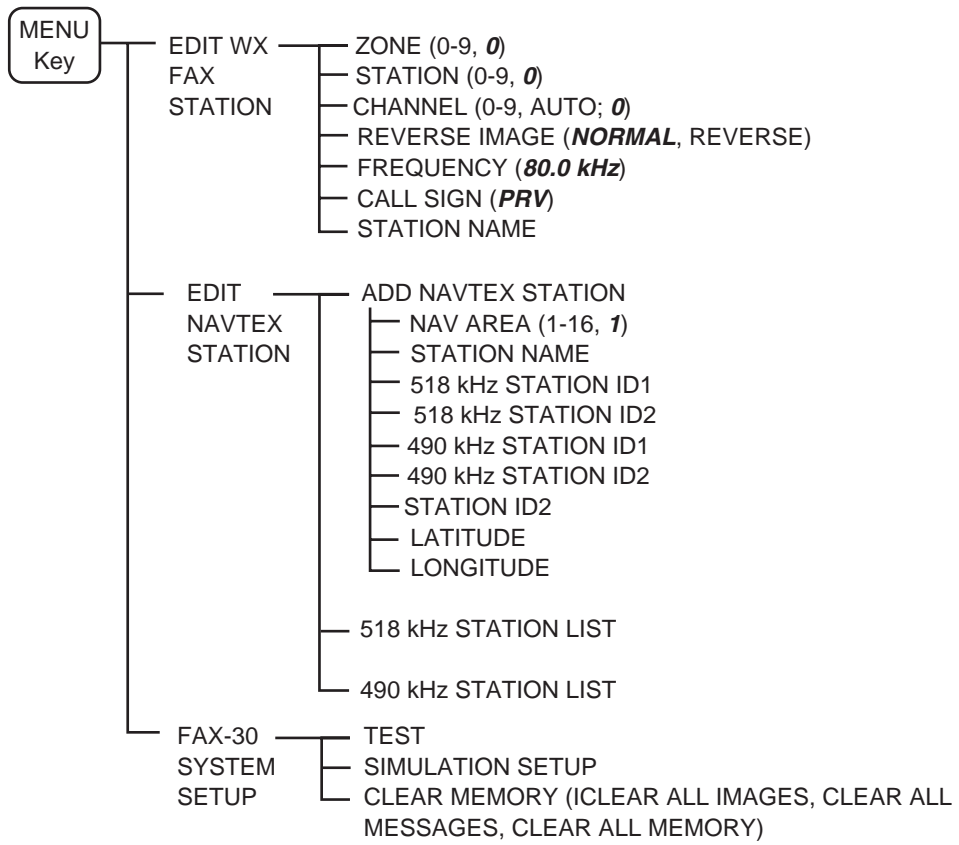 MENU
Key
EDIT WX
FAX
STATION
ZONE (0-9, 0)
STATION (0-9, 0)
CHANNEL (0-9, AUTO; 0)
REVERSE IMAGE (NORMAL, REVERSE)
FREQUENCY (80.0 kHz)
CALL SIGN (PRV)
STATION NAME
EDIT
NAVTEX
STATION
ADD NAVTEX STATION
NAV AREA (1-16, 1)
STATION NAME
518 kHz STATION ID1
518 kHz STATION ID2
490 kHz STATION ID1
490 kHz STATION ID2
STATION ID2
LATITUDE
LONGITUDE
518 kHz STATION LIST
490 kHz STATION LIST
FAX-30
SYSTEM
SETUP
TEST
SIMULATION SETUP
CLEAR MEMORY (ICLEAR ALL IMAGES, CLEAR ALL
MESSAGES, CLEAR ALL MEMORY)